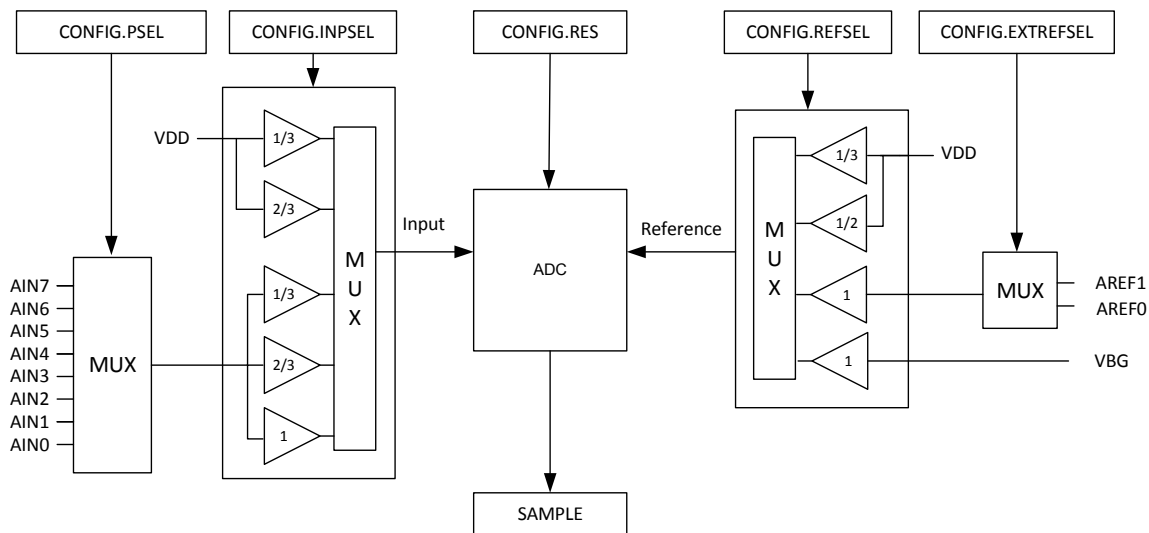 CONFIG.PSEL
CONFIG.INPSEL
CONFIG.RES
CONFIG.REFSEL
CONFIG.EXTREFSEL
VDD
1/3
2/3
1/3
2/3
1
M
U
X
Input
ADC
Reference
M
U
X
1/3
1/2
1
1
VDD
MUX
AREF1
AREF0
VBG
AIN7
AIN6
AIN5
AIN4
AIN3
AIN2
AIN1
AIN0
MUX
SAMPLE